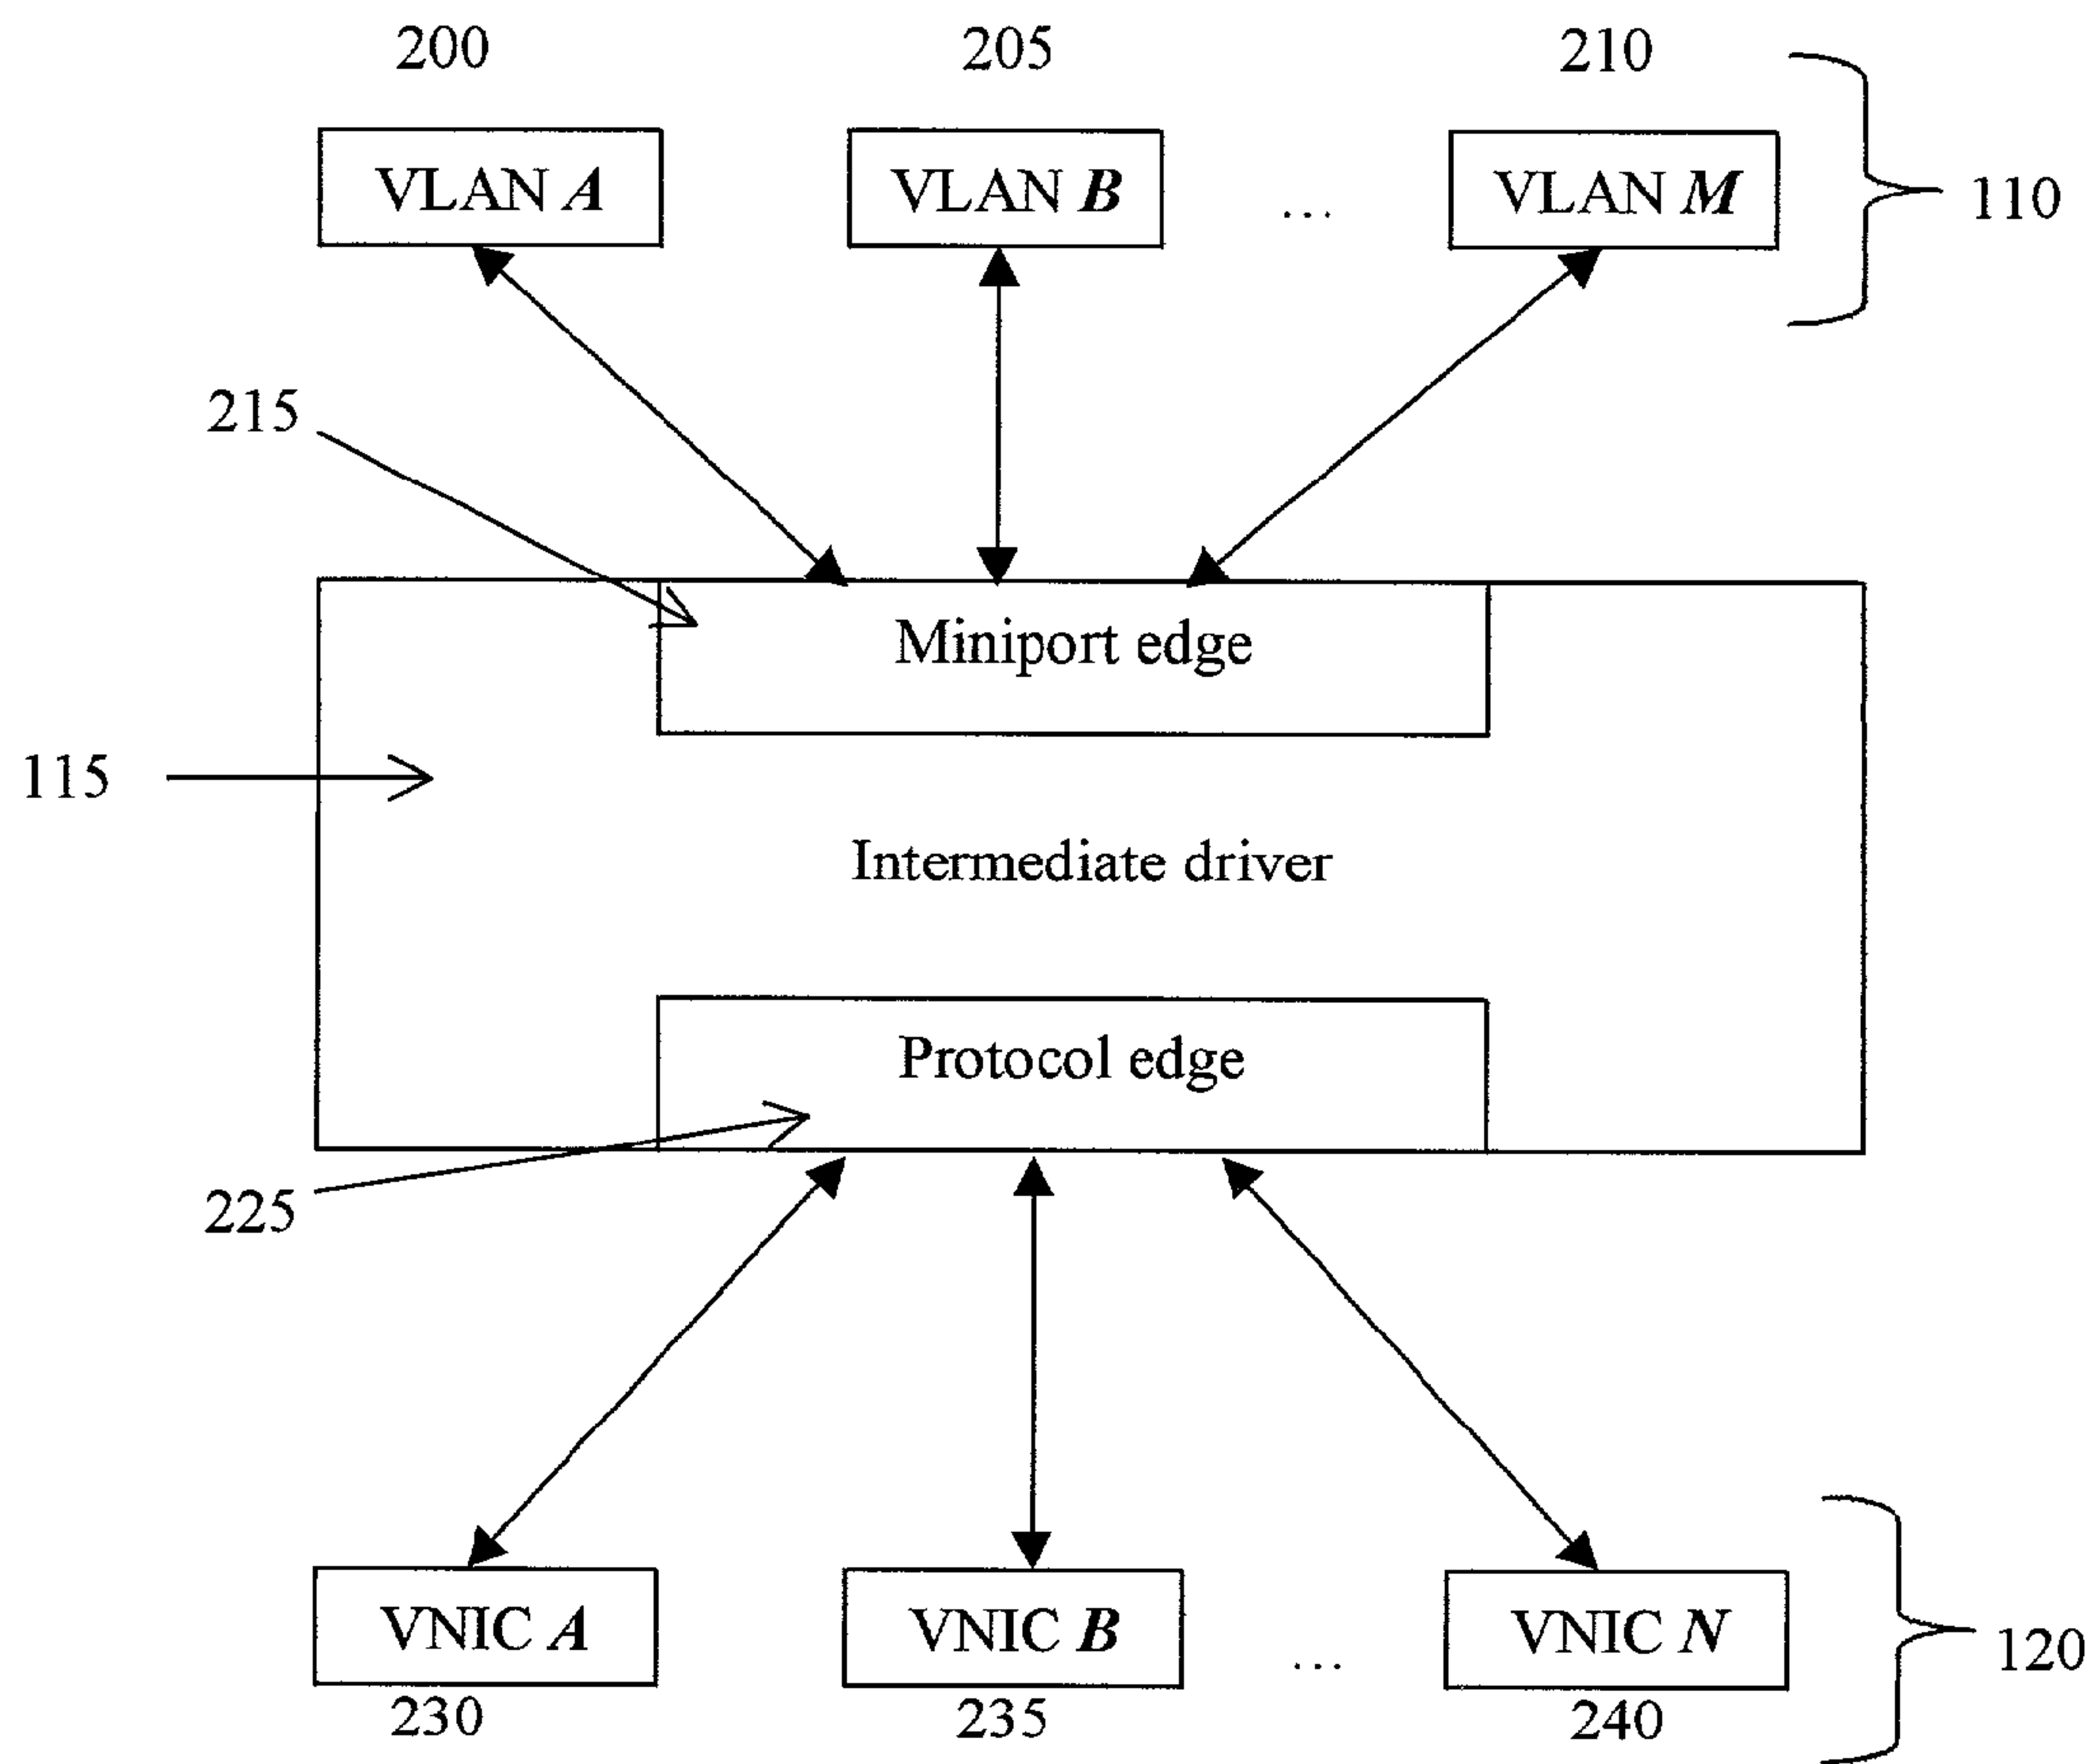 200 205 210
VLAN A VLAN B ... VLAN M 110
215
Miniport edge
115
Intermediate driver
Protocol edge
225
VNIC A VNIC B ... VNIC N 120
230 235 240